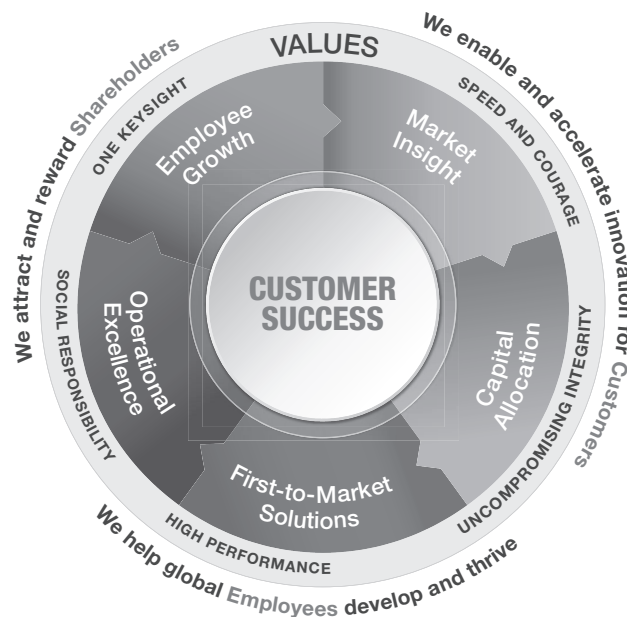 VALUES
We enable and accelerate innovation for Customers
We help global Employees develop and thrive
We attract and reward Shareholders
SPEED AND COURAGE
UNCOMPROMISING INTEGRITY
HIGH PERFORMANCE
SOCIAL RESPONSIBILITY
ONE KEYSIGHT
Market
Insight
Capital
Allocation
First-to-Market
Solutions
Operational
Excellence
Employee
Growth
CUSTOMER
SUCCESS